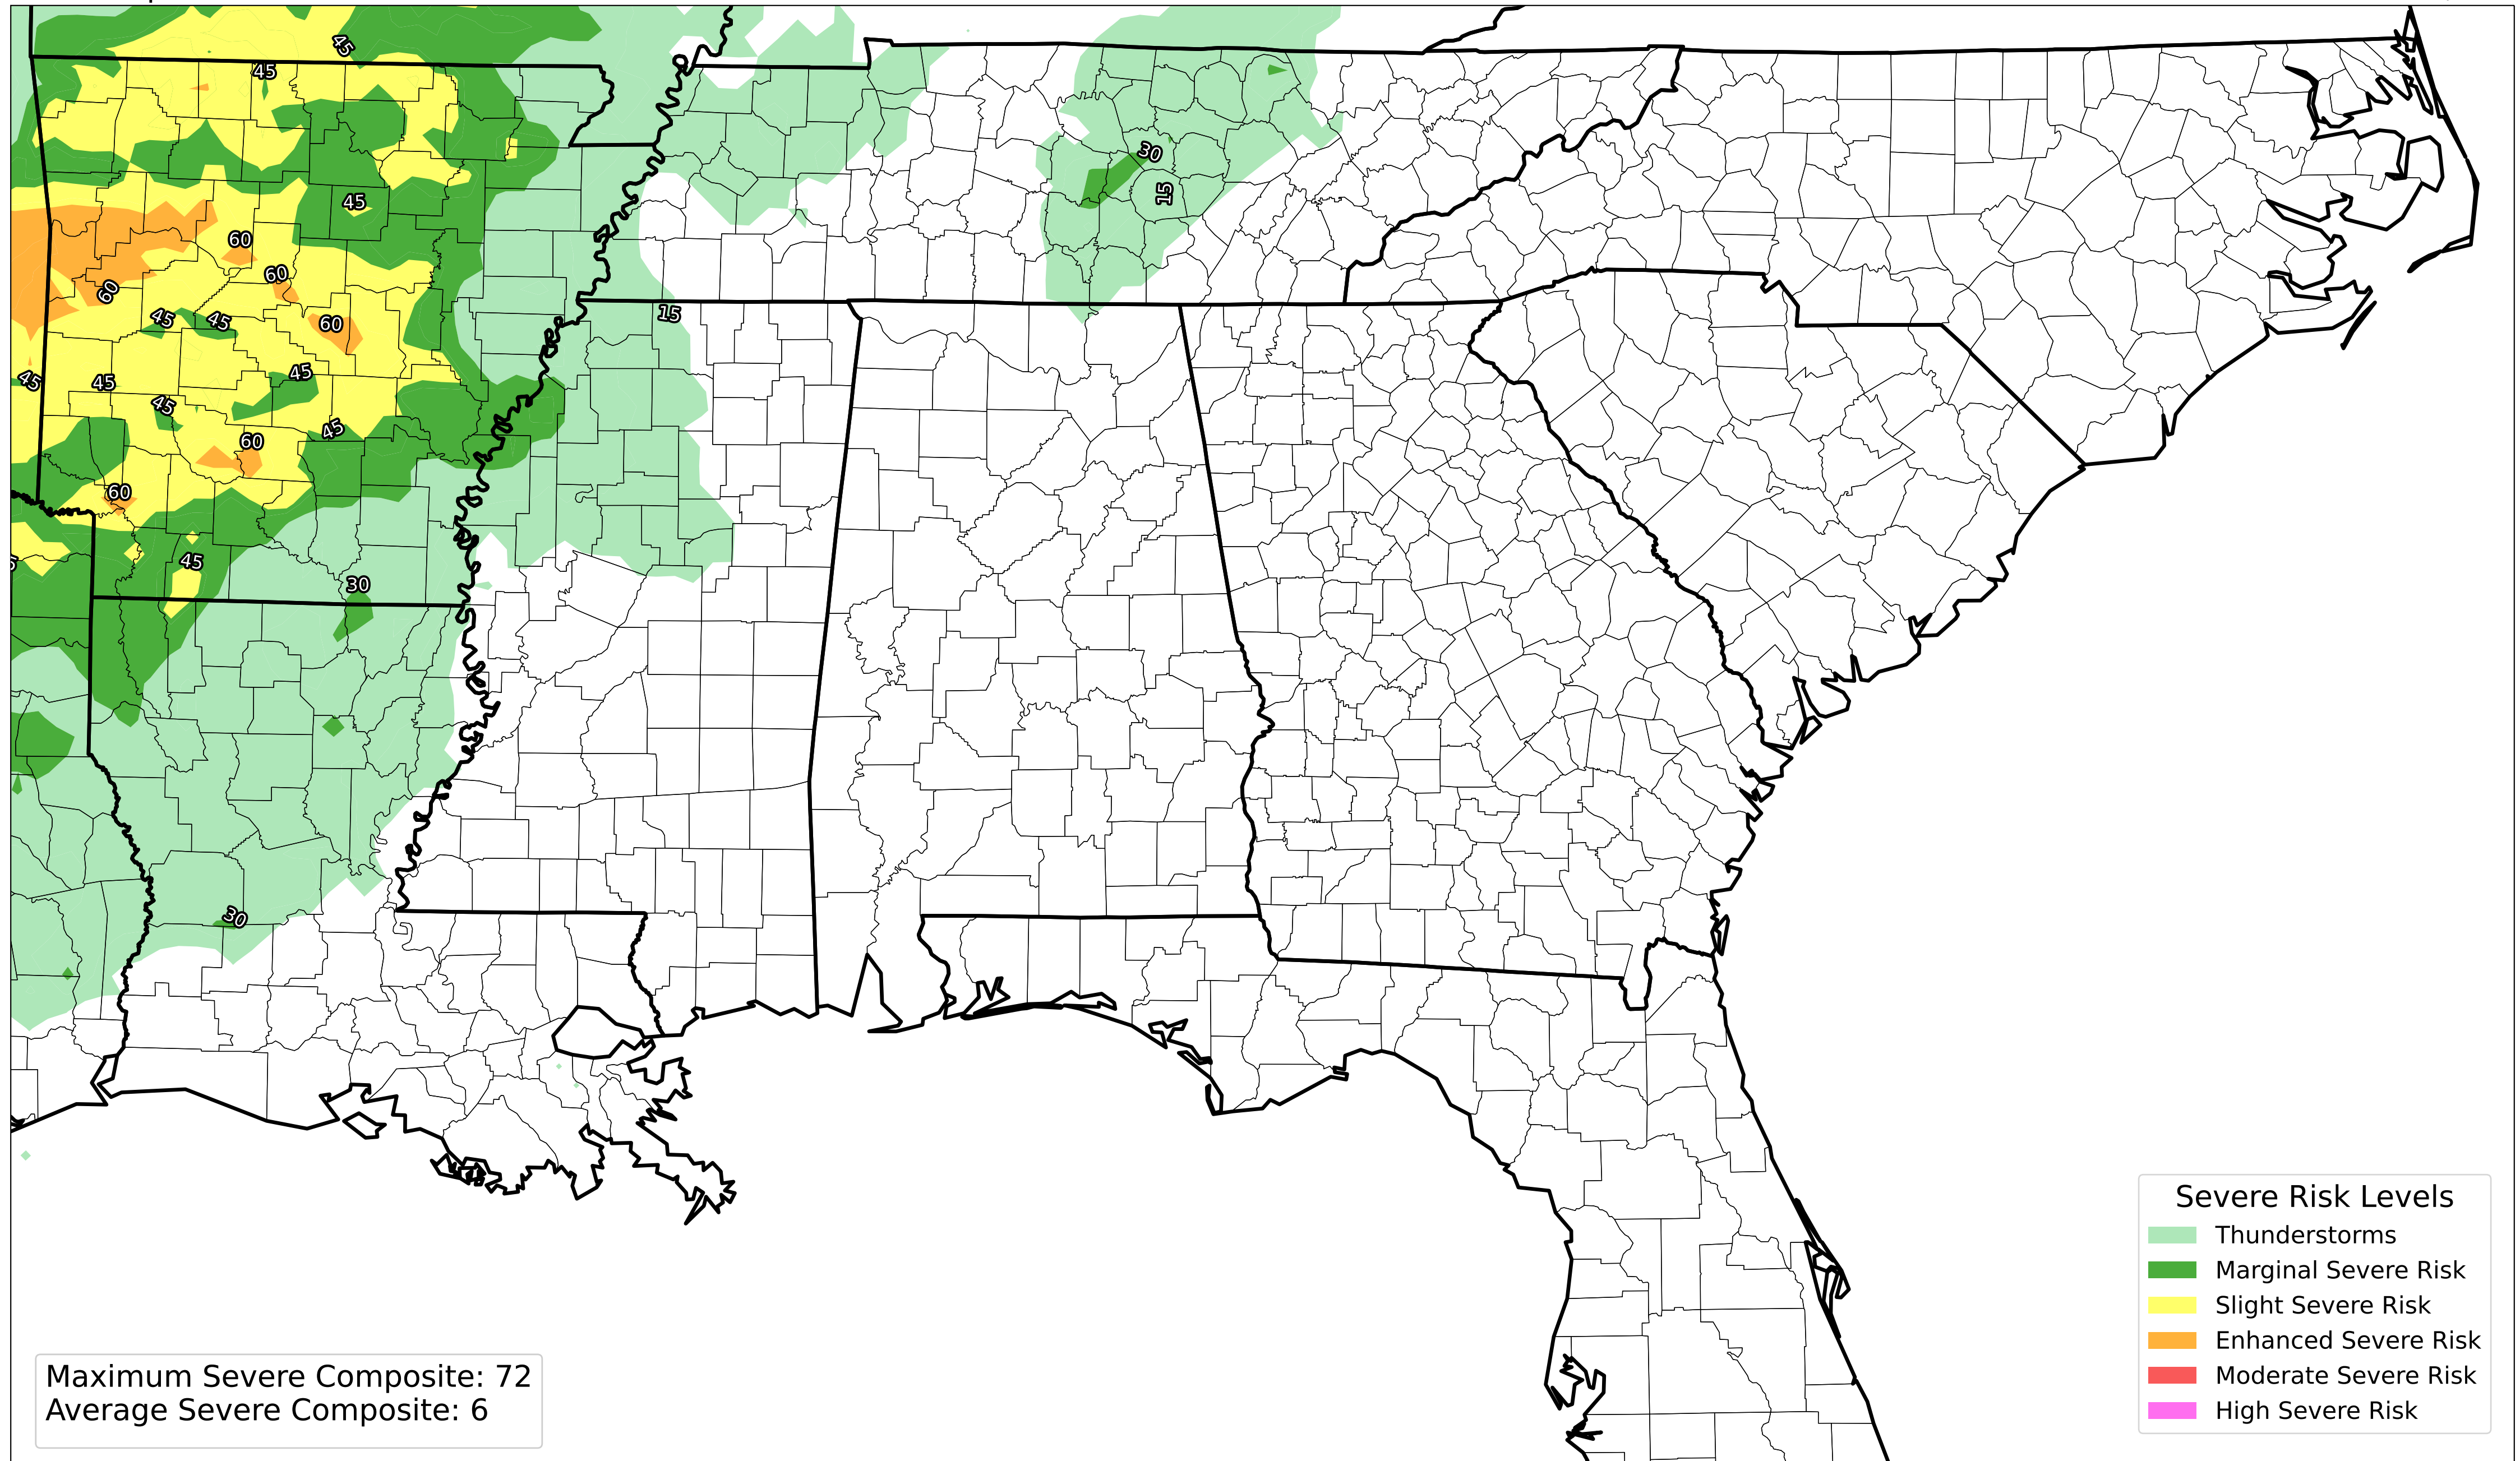 45
45
45
30
15
60
60
60
15
45
45
60
45
45
45
45
45
60
60
45
30
30
Severe Risk Levels
Thunderstorms
Marginal Severe Risk
Slight Severe Risk
Enhanced Severe Risk
Moderate Severe Risk
High Severe Risk
Maximum Severe Composite: 72
Average Severe Composite: 6